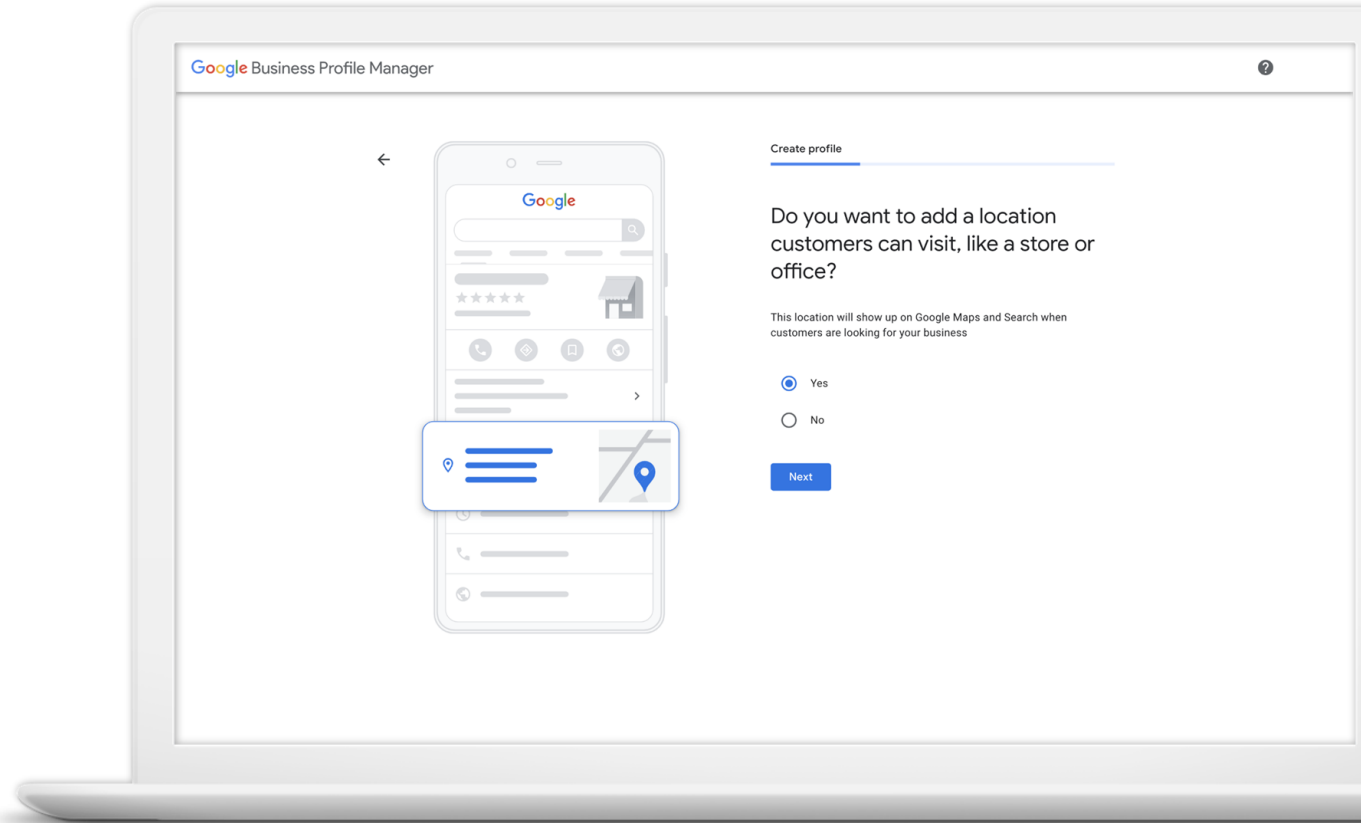 Google Business Profile Manager
Create profile
Google
Do you want to add a location
customers can visit, like a store or
office?
This location will show up on Google Maps and Search when
customers are looking for your business
Yes
No
Next